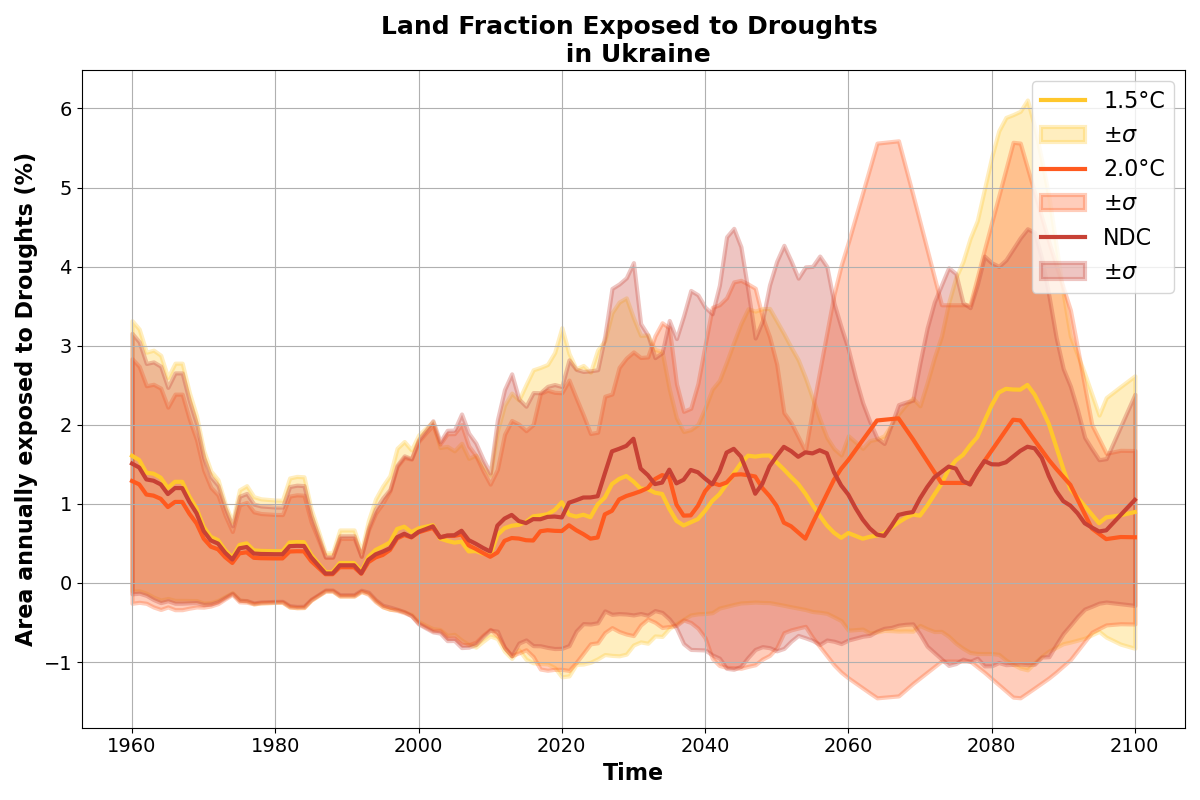 Land Fraction Exposed to Droughts
in Ukraine
Area annually exposed to Droughts (%)
6
5
4
3
2
1
0
−1
1.5°C
±σ
2.0°C
±σ
NDC
±σ
1960
1980
2000
2020
2040
2060
2080
2100
Time